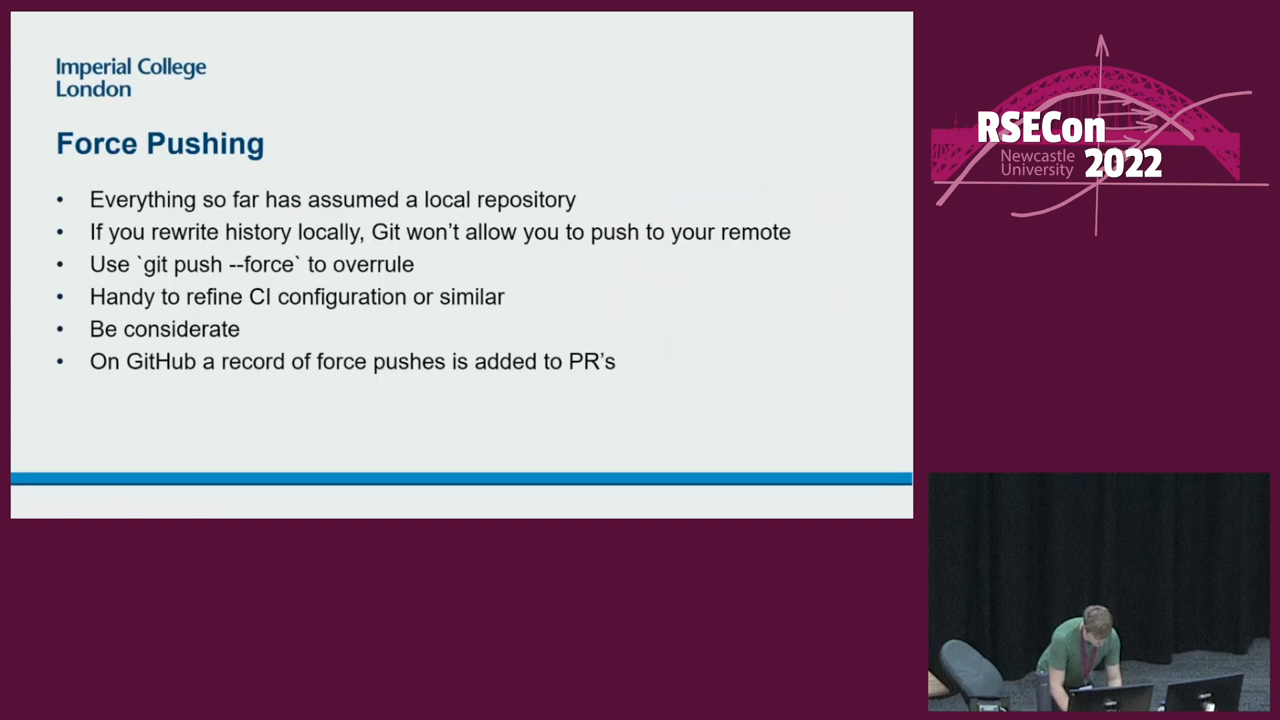 Imperial College
London
Force Pushing
• Everything so far has assumed a local repository
• If you rewrite history locally, Git won’t allow you to push to your remote
• Use `git push --force` to overrule
• Handy to refine CI configuration or similar
• Be considerate
• On GitHub a record of force pushes is added to PR’s
RSECon
Newcastle
University
2022